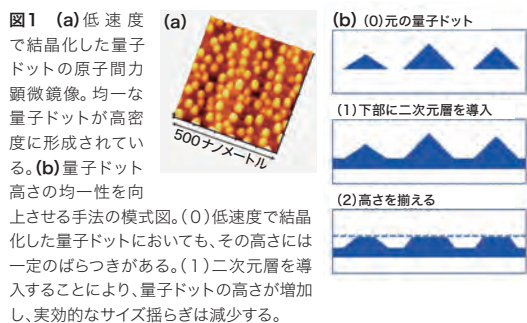 図1 (a)低速度
で結晶化した量子
ドットの原子間力
顕微鏡像。均一な
量子ドットが高密
度に形成されてい
る。(b)量子ドット
高さの均一性を向
上させる手法の模式図。(0)低速度で結晶
化した量子ドットにおいても、その高さには
一定のばらつきがある。(1)二次元層を導
入することにより、量子ドットの高さが増加
し、実効的なサイズ揺らぎは減少する。
(a)
500ナノメートル
(b) (0)元の量子ドット
(1)下部に二次元層を導入
(2)高さを揃える